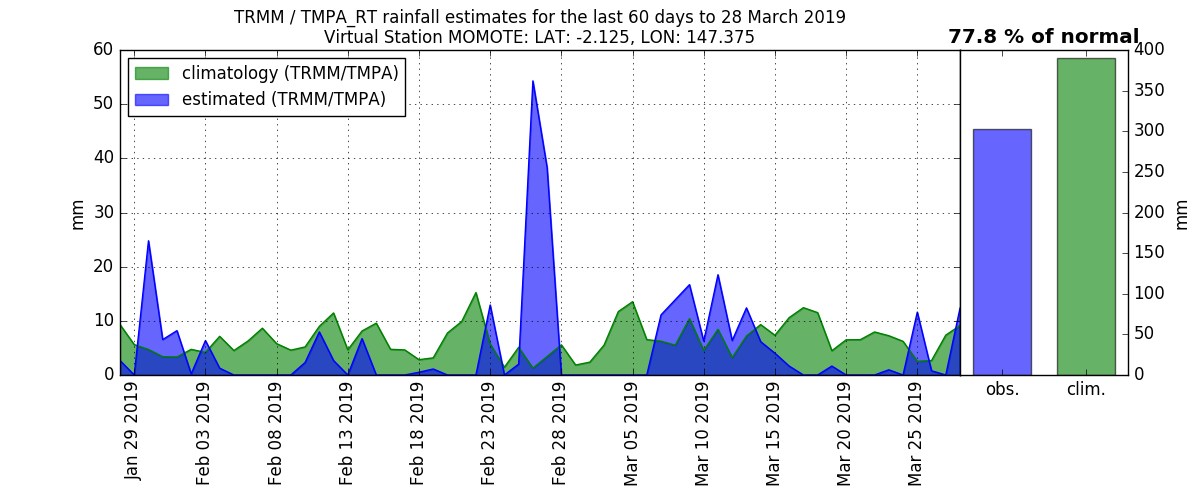 TRMM / TMPA_RT rainfall estimates for the last 60 days to 28 March 2019
Virtual Station MOMOTE: LAT: -2.125, LON: 147.375
77.8 % of normal
climatology (TRMM/TMPA)
estimated (TRMM/TMPA)
60
50
40
30
20
10
0
mm
Jan 29 2019
Feb 03 2019
Feb 08 2019
Feb 13 2019
Feb 18 2019
Feb 23 2019
Feb 28 2019
Mar 05 2019
Mar 10 2019
Mar 15 2019
Mar 20 2019
Mar 25 2019
obs.
clim.
400
350
300
250
200
150
100
50
0
mm